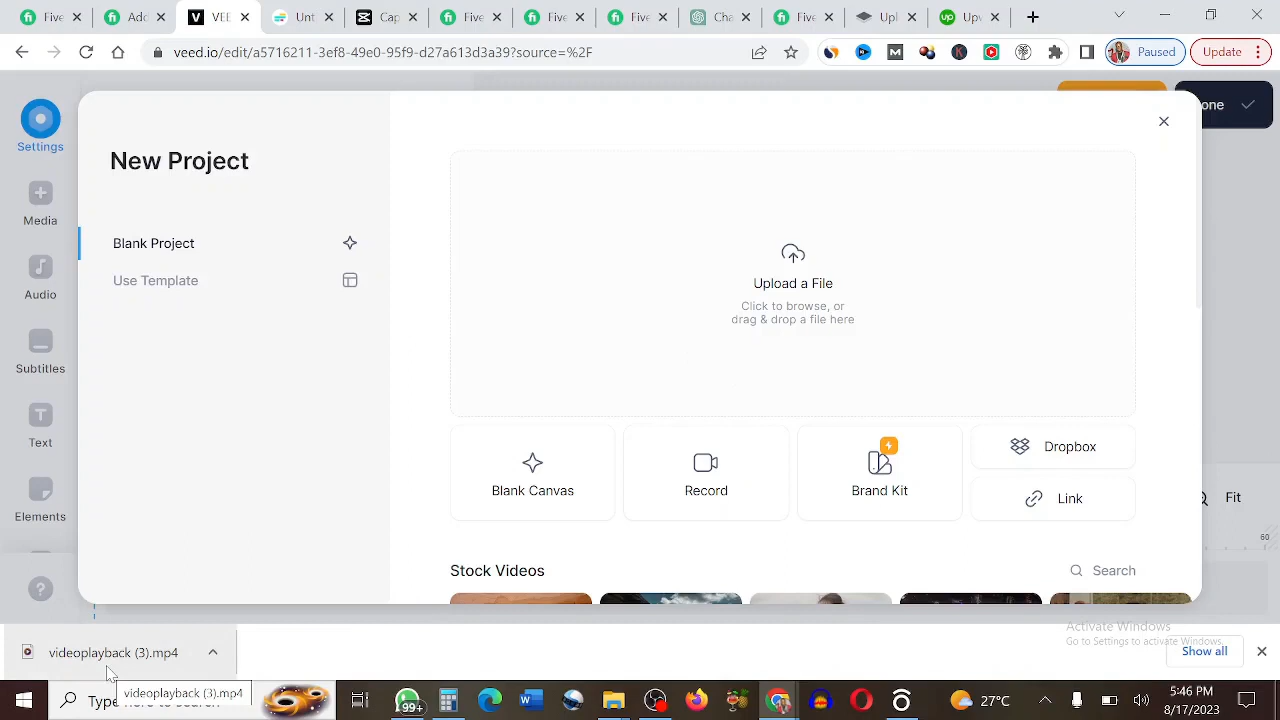 Five
Adc
VEE
Unt
Cap
Five
Five
Five
Five
Upl
Upv
veed.io/edit/a5716211-3ef8-49e0-95f9-d27a613d3a39?source=%2F
Paused
Update
Settings
Media
Audio
Subtitles
Text
Elements
New Project
Blank Project
Use Template
one
Upload a File
Click to browse, or
drag & drop a file here
Blank Canvas
Record
Brand Kit
Dropbox
Link
Fit
60
Stock Videos
Search
Activate Windows
Go to Settings to activate Windows.
videoplayback (3).mp4
Show all
videoplayback (3).mp4
Type here to search
99+
27°C
5:46 PM
8/17/2023